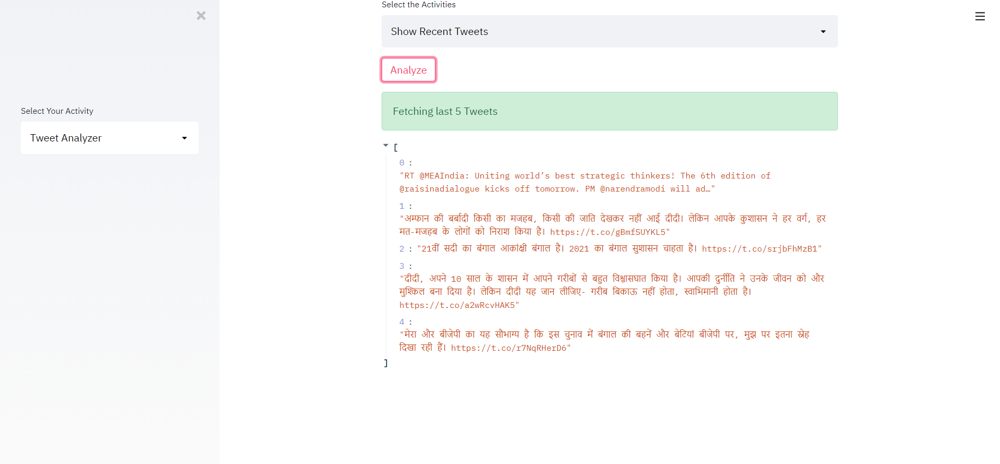 Select Your Activity
Tweet Analyzer
Select the Activities
Show Recent Tweets
Analyze
Fetching last 5 Tweets
[
0 :
"RT @MEAIndia: Uniting world’s best strategic thinkers! The 6th edition of
@raisinadialogue kicks off tomorrow. PM @narendramodi will ad…"
1 :
"अम्फान की बर्बादी किसी का मजहब, किसी की जाति देखकर नहीं आई दीदी। लेकिन आपके कुशासन ने हर वर्ग, हर
मत-मजहब के लोगों को निराश किया है। https://t.co/gBmfSUYKL5"
2 : "21वीं सदी का बंगाल आकांक्षी बंगाल है। 2021 का बंगाल सुशासन चाहता है। https://t.co/srjbFhMzB1"
3 :
"दीदी, अपने 10 साल के शासन में आपने गरीबों से बहुत विश्वासघात किया है। आपकी दुर्नीति ने उनके जीवन को और
मुश्किल बना दिया है। लेकिन दीदी यह जान लीजिए- गरीब बिकाऊ नहीं होता, स्वाभिमानी होता है।
https://t.co/a2wRcvHAK5"
4 :
"मेरा और बीजेपी का यह सौभाग्य है कि इस चुनाव में बंगाल की बहनें और बेटियां बीजेपी पर, मुझ पर इतना स्नेह
दिखा रही हैं। https://t.co/r7NqRHerD6"
]